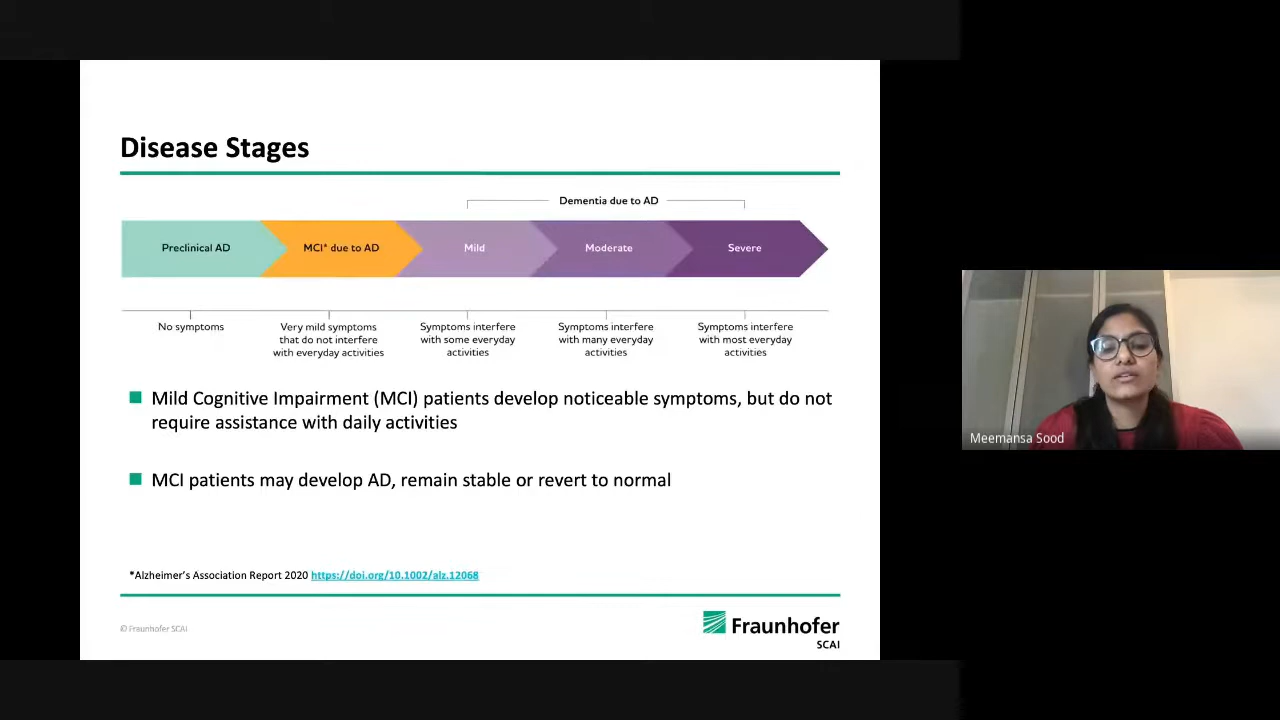 Disease Stages
Dementia due to AD
Preclinical AD
MCI* due to AD
Mild
Moderate
Severe
No symptoms
Very mild symptoms
that do not interfere
with everyday activities
Symptoms interfere
with some everyday
activities
Symptoms interfere
with many everyday
activities
Symptoms interfere
with most everyday
activities
Mild Cognitive Impairment (MCI) patients develop noticeable symptoms, but do not
require assistance with daily activities
MCI patients may develop AD, remain stable or revert to normal
*Alzheimer's Association Report 2020 https://doi.org/10.1002/alz.12068
© Fraunhofer SCAI
Fraunhofer
SCAI
Meemansa Sood